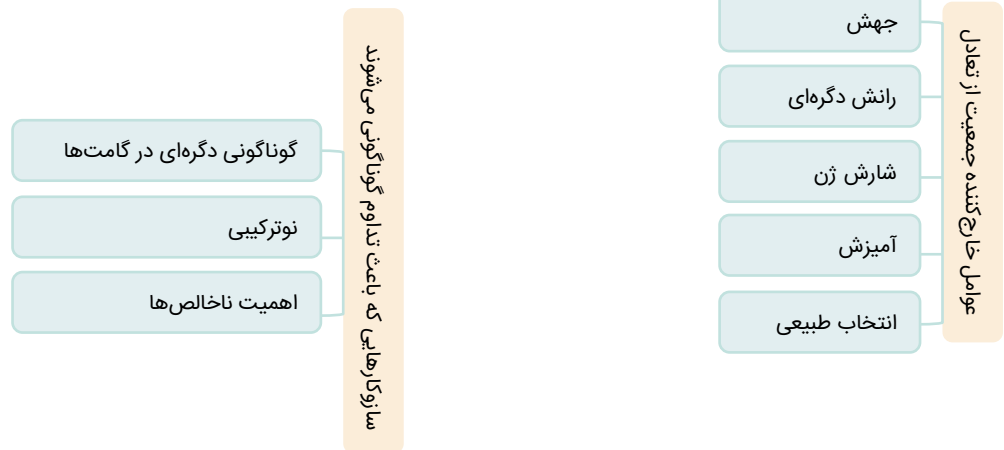 عوامل خارج‌کننده جمعیت از تعادل
جهش
رانش دگره‌ای
شارش ژن
آمیزش
انتخاب طبیعی
سازوکارهایی که باعث تداوم گوناگونی می‌شوند
گوناگونی دگره‌ای در گامت‌ها
نوترکیبی
اهمیت ناخالص‌ها